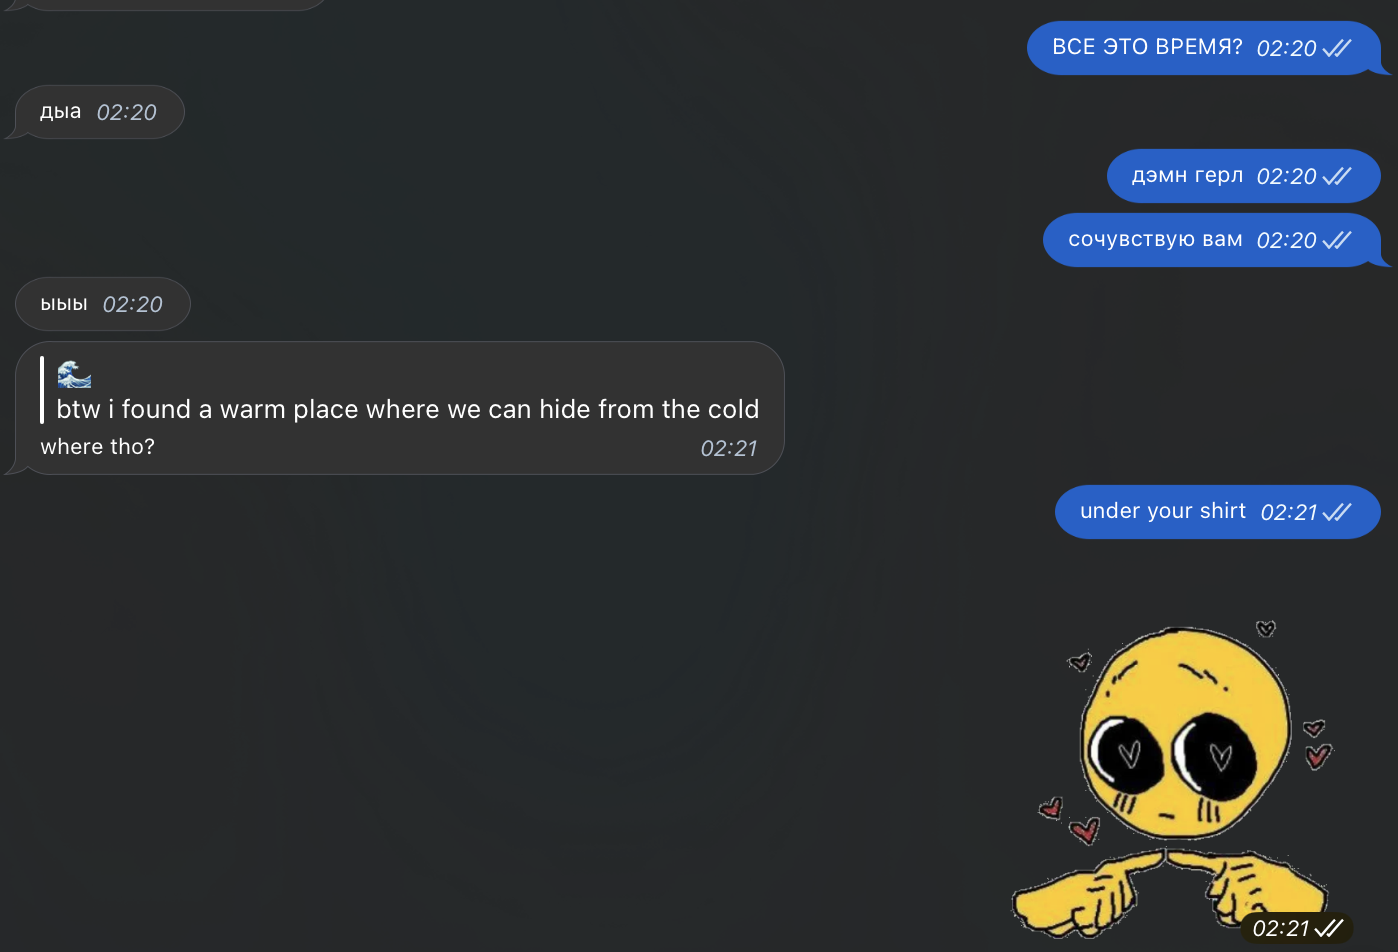 ВСЕ ЭТО ВРЕМЯ? 02:20
дыа 02:20
дэмн герл 02:20
сочувствую вам 02:20
ыыы 02:20
🌊
btw i found a warm place where we can hide from the cold
where tho? 02:21
under your shirt 02:21
02:21